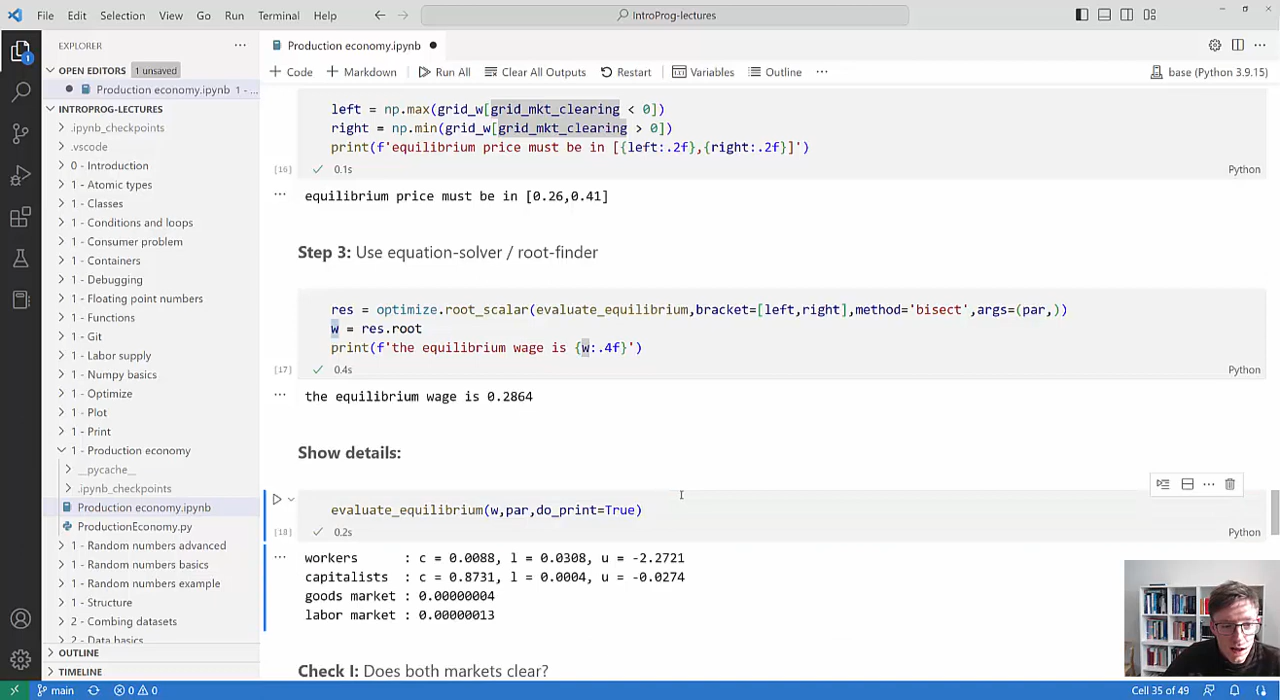 File Edit Selection View Go Run Terminal Help
IntroProg-lectures
EXPLORER
OPEN EDITORS 1 unsaved
Production economy.ipynb 1 - ...
INTROPROG-LECTURES
.ipynb_checkpoints
.vscode
0 - Introduction
1 - Atomic types
1 - Classes
1 - Conditions and loops
1 - Consumer problem
1 - Containers
1 - Debugging
1 - Floating point numbers
1 - Functions
1 - Git
1 - Labor supply
1 - Numpy basics
1 - Optimize
1 - Plot
1 - Print
1 - Production economy
__pycache__
.ipynb_checkpoints
Production economy.ipynb
ProductionEconomy.py
1 - Random numbers advanced
1 - Random numbers basics
1 - Random numbers example
1 - Structure
2 - Combing datasets
2 - Data basics
OUTLINE
TIMELINE
Production economy.ipynb
+ Code + Markdown Run All Clear All Outputs Restart Variables Outline ...
base (Python 3.9.15)
left = np.max(grid_w[grid_mkt_clearing < 0])
right = np.min(grid_w[grid_mkt_clearing > 0])
print(f'equilibrium price must be in [{left:.2f},{right:.2f}]')
[16] 0.1s Python
equilibrium price must be in [0.26,0.41]
Step 3: Use equation-solver / root-finder
res = optimize.root_scalar(evaluate_equilibrium,bracket=[left,right],method='bisect',args=(par,))
w = res.root
print(f'the equilibrium wage is {w:.4f}')
[17] 0.4s Python
the equilibrium wage is 0.2864
Show details:
evaluate_equilibrium(w,par,do_print=True)
[18] 0.2s Python
workers : c = 0.0088, l = 0.0308, u = -2.2721
capitalists : c = 0.8731, l = 0.0004, u = -0.0274
goods market : 0.00000004
labor market : 0.00000013
Check I: Does both markets clear?
main 0 0 Cell 35 of 49